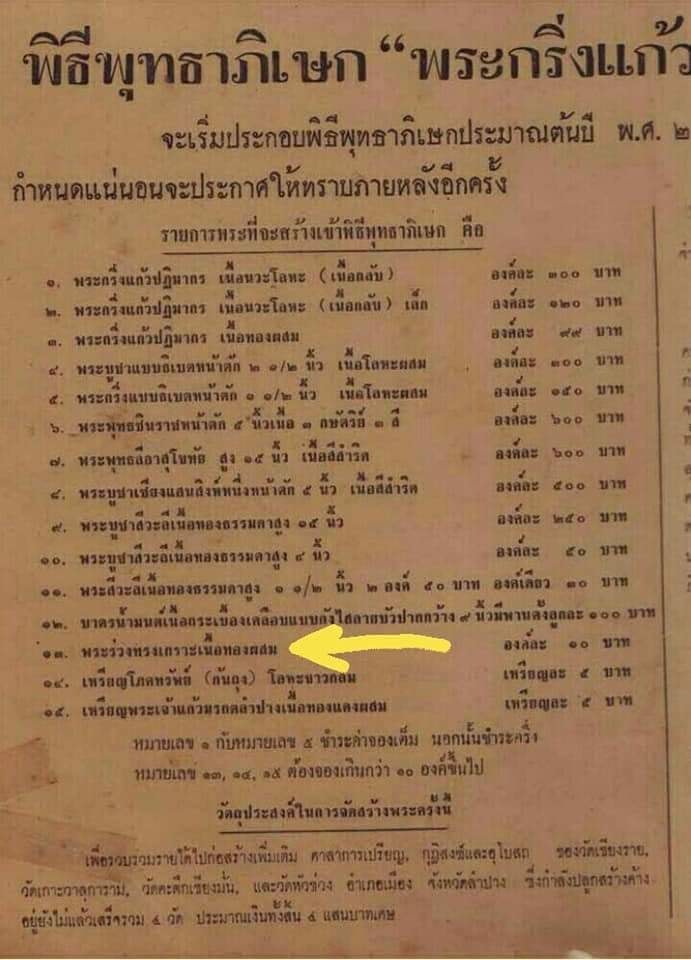 พิธีพุทธาภิเษก “พระกริ่งแก้ว
จะเริ่มประกอบพิธีพุทธาภิเษกประมาณต้นปี พ.ศ. ๒
กำหนดแน่นอนจะประกาศให้ทราบภายหลังอีกครั้ง
รายการพระที่จะสร้างเข้าพิธีพุทธาภิเษก คือ
๑. พระกริ่งแก้วปฏิมากร เนื้อนวะโลหะ (เนื้อกลับ) องค์ละ ๓๐๐ บาท
๒. พระกริ่งแก้วปฏิมากร เนื้อนวะโลหะ (เนื้อกลับ) เล็ก องค์ละ ๑๒๐ บาท
๓. พระกริ่งแก้วปฏิมากร เนื้อทองผสม องค์ละ ๙๙ บาท
๔. พระบูชาแบบธิเบตหน้าตัก ๒ ๑/๒ นิ้ว เนื้อโลหะผสม องค์ละ ๓๐๐ บาท
๕. พระกริ่งแบบธิเบตหน้าตัก ๑ ๑/๒ นิ้ว เนื้อโลหะผสม องค์ละ ๑๕๐ บาท
๖. พระพุทธชินราชหน้าตัก ๕ นิ้วเนื้อ ๓ กษัตริย์ ๓ สี องค์ละ ๖๐๐ บาท
๗. พระพุทธลีลาสุโขทัย สูง ๑๕ นิ้ว เนื้อสีสำริด องค์ละ ๖๐๐ บาท
๘. พระบูชาเชียงแสนสิงห์หนึ่งหน้าตัก ๕ นิ้ว เนื้อสีสำริด องค์ละ ๕๐๐ บาท
๙. พระบูชาสีวะลีเนื้อทองธรรมดาสูง ๑๕ นิ้ว องค์ละ ๒๕๐ บาท
๑๐. พระบูชาสีวะลีเนื้อทองธรรมดาสูง ๙ นิ้ว องค์ละ ๕๐ บาท
๑๑. พระสีวะลีเนื้อทองธรรมดาสูง ๑ ๑/๒ นิ้ว ๒ องค์ ๕๐ บาท องค์เดียว ๓๐ บาท
๑๒. บาตรน้ำมนต์เนื้อกระเบื้องเคลือบแบบกังไสลายบัวปากกว้าง ๙ นิ้วมีพานตั้งลูกละ ๑๐๐ บาท
๑๓. พระร่วงทรงเกราะเนื้อทองผสม องค์ละ ๑๐ บาท
๑๔. เหรียญโภคทรัพย์ (ก้นถุง) โลหะขาวกลม เหรียญละ ๕ บาท
๑๕. เหรียญพระเจ้าแก้วมรกตลำปางเนื้อทองแดงผสม เหรียญละ ๕ บาท
หมายเลข ๑ กับหมายเลข ๕ ชำระค่าจองเต็ม นอกนั้นชำระครึ่ง
หมายเลข ๑๓, ๑๔, ๑๕ ต้องจองเกินกว่า ๑๐ องค์ขึ้นไป
วัตถุประสงค์ในการจัดสร้างพระครั้งนี้
เพื่อรวบรวมรายได้ไปก่อสร้างเพิ่มเติม ศาลาการเปรียญ, กุฏิสงฆ์และอุโบสถ ของวัดเชียงราย,
วัดเกาะวาลุการาม, วัดคะตึกเชียงมั่น, และวัดหัวข่วง อำเภอเมือง จังหวัดลำปาง ซึ่งกำลังปลูกสร้างค้าง
อยู่ยังไม่แล้วเสร็จรวม ๔ วัด ประมาณเงินทั้งสิ้น ๔ แสนบาทเศษ